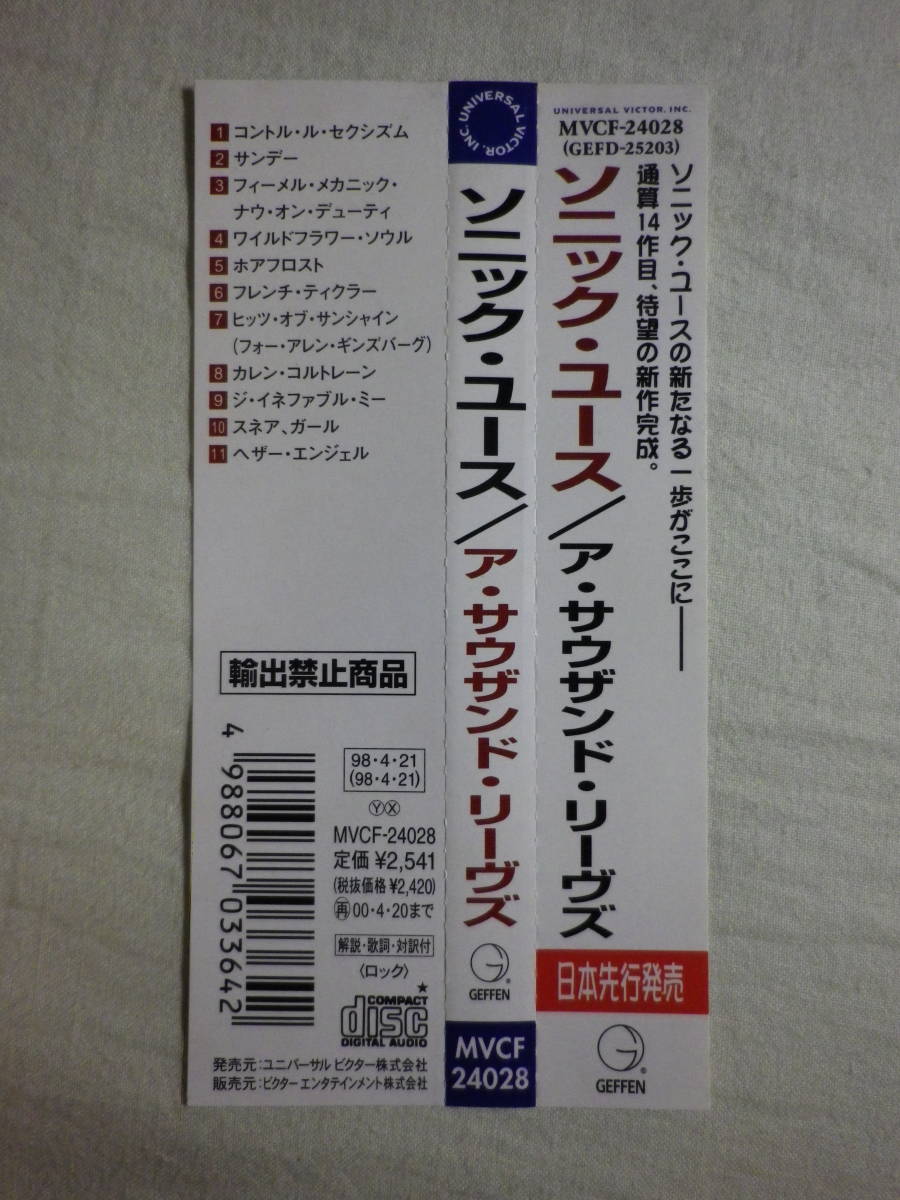 1 コントル・ル・セクシズム
2 サンデー
3 フィーメル・メカニック・
ナウ・オン・デューティ
4 ワイルドフラワー・ソウル
5 ホアフロスト
6 フレンチ・ティクラー
7 ヒッツ・オブ・サンシャイン
(フォー・アレン・ギンズバーグ)
8 カレン・コルトレーン
9 ジ・イネファブル・ミー
10 スネア、ガール
11 ヘザー・エンジェル
輸出禁止商品
4 988067 033642
98・4・21
(98・4・21)
Ⓨ Ⓧ
MVCF-24028
定価 ¥2,541
(税抜価格 ¥2,420)
再 00・4・20まで
解説・歌詞・対訳付
〈ロック〉
★
COMPACT
disc
DIGITAL AUDIO
発売元:ユニバーサル ビクター株式会社
販売元:ビクター エンタテインメント株式会社
UNIVERSAL VICTOR, INC.
ソニック・ユース/ア・サウザンド・リーヴズ
GEFFEN
MVCF
24028
UNIVERSAL VICTOR, INC.
MVCF-24028
(GEFD-25203)
ソニック・ユースの新たなる一歩がここに——
通算14作目、待望の新作完成。
ソニック・ユース/ア・サウザンド・リーヴズ
日本先行発売
GEFFEN